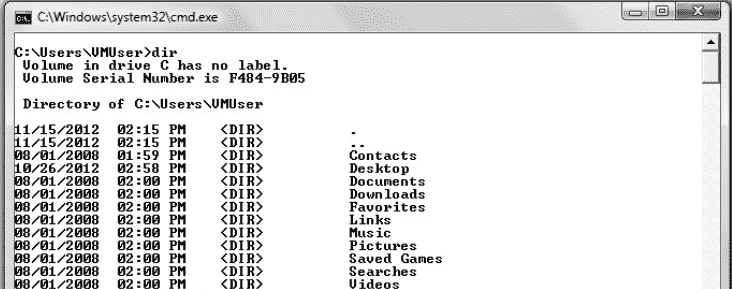 C:\Windows\system32\cmd.exe
C:\Users\VMUser>dir
Volume in drive C has no label.
Volume Serial Number is F484-9B05
Directory of C:\Users\VMUser
11/15/2012 02:15 PM <DIR> .
11/15/2012 02:15 PM <DIR> ..
08/01/2008 01:59 PM <DIR> Contacts
10/26/2012 02:58 PM <DIR> Desktop
08/01/2008 02:00 PM <DIR> Documents
08/01/2008 02:00 PM <DIR> Downloads
08/01/2008 02:00 PM <DIR> Favorites
08/01/2008 02:00 PM <DIR> Links
08/01/2008 02:00 PM <DIR> Music
08/01/2008 02:00 PM <DIR> Pictures
08/01/2008 02:00 PM <DIR> Saved Games
08/01/2008 02:00 PM <DIR> Searches
08/01/2008 02:00 PM <DIR> Videos